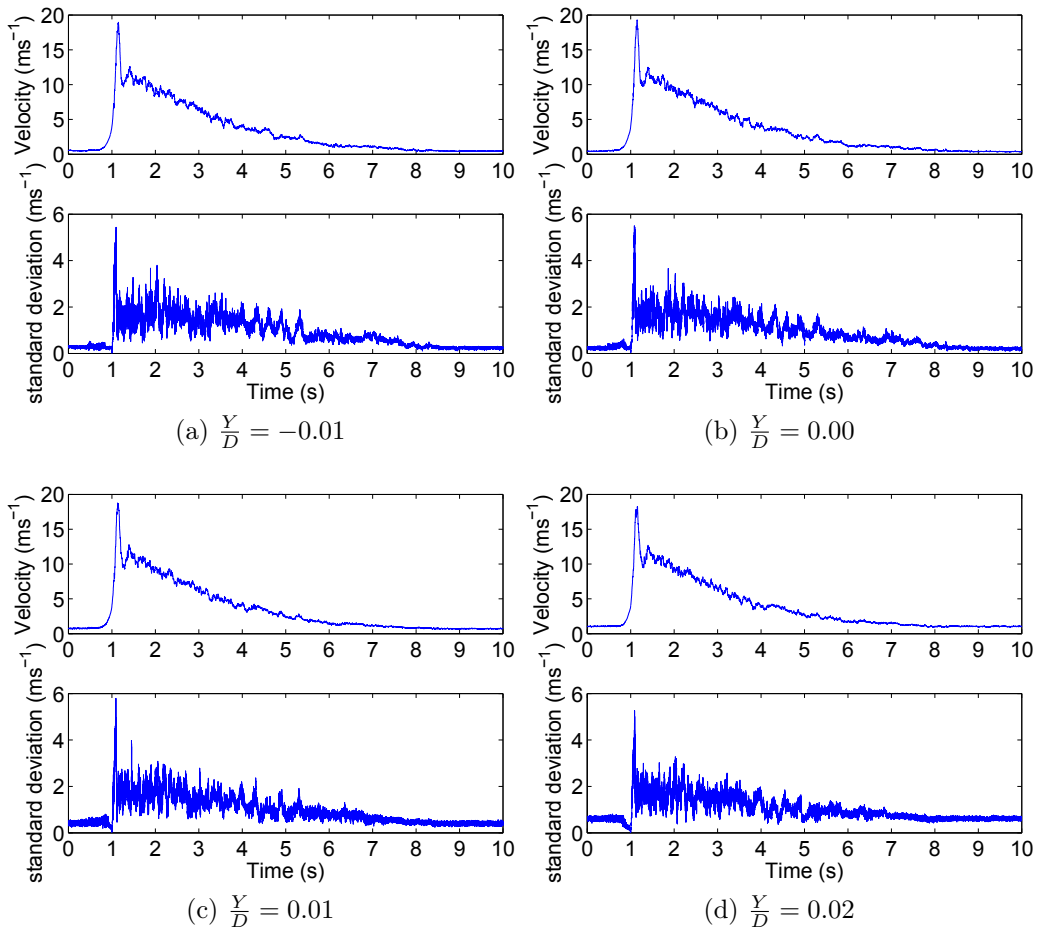 20
15
10
5
0
Velocity (ms⁻¹)
0 1 2 3 4 5 6 7 8 9 10
6
4
2
0
standard deviation (ms⁻¹)
0 1 2 3 4 5 6 7 8 9 10
Time (s)
(a) Y/D = −0.01
20
15
10
5
0
Velocity (ms⁻¹)
0 1 2 3 4 5 6 7 8 9 10
6
4
2
0
standard deviation (ms⁻¹)
0 1 2 3 4 5 6 7 8 9 10
Time (s)
(b) Y/D = 0.00
20
15
10
5
0
Velocity (ms⁻¹)
0 1 2 3 4 5 6 7 8 9 10
6
4
2
0
standard deviation (ms⁻¹)
0 1 2 3 4 5 6 7 8 9 10
Time (s)
(c) Y/D = 0.01
20
15
10
5
0
Velocity (ms⁻¹)
0 1 2 3 4 5 6 7 8 9 10
6
4
2
0
standard deviation (ms⁻¹)
0 1 2 3 4 5 6 7 8 9 10
Time (s)
(d) Y/D = 0.02